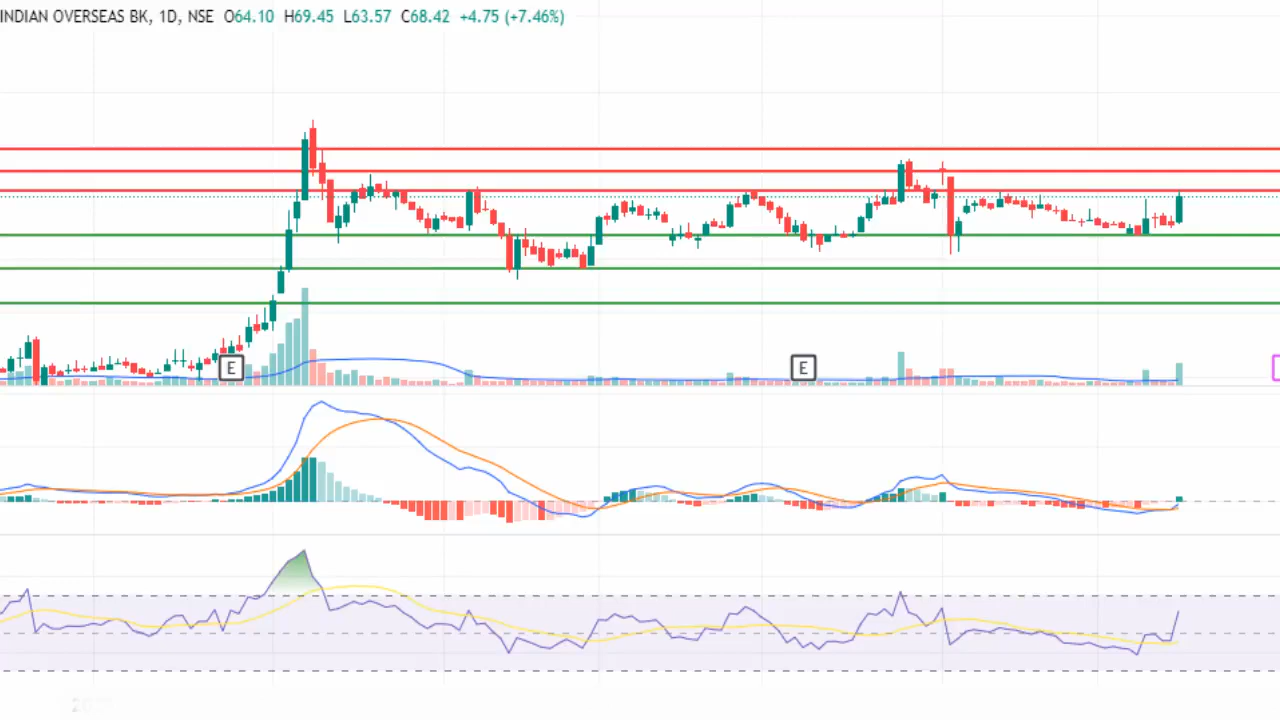 INDIAN OVERSEAS BK, 1D, NSE O64.10 H69.45 L63.57 C68.42 +4.75 (+7.46%)
E E